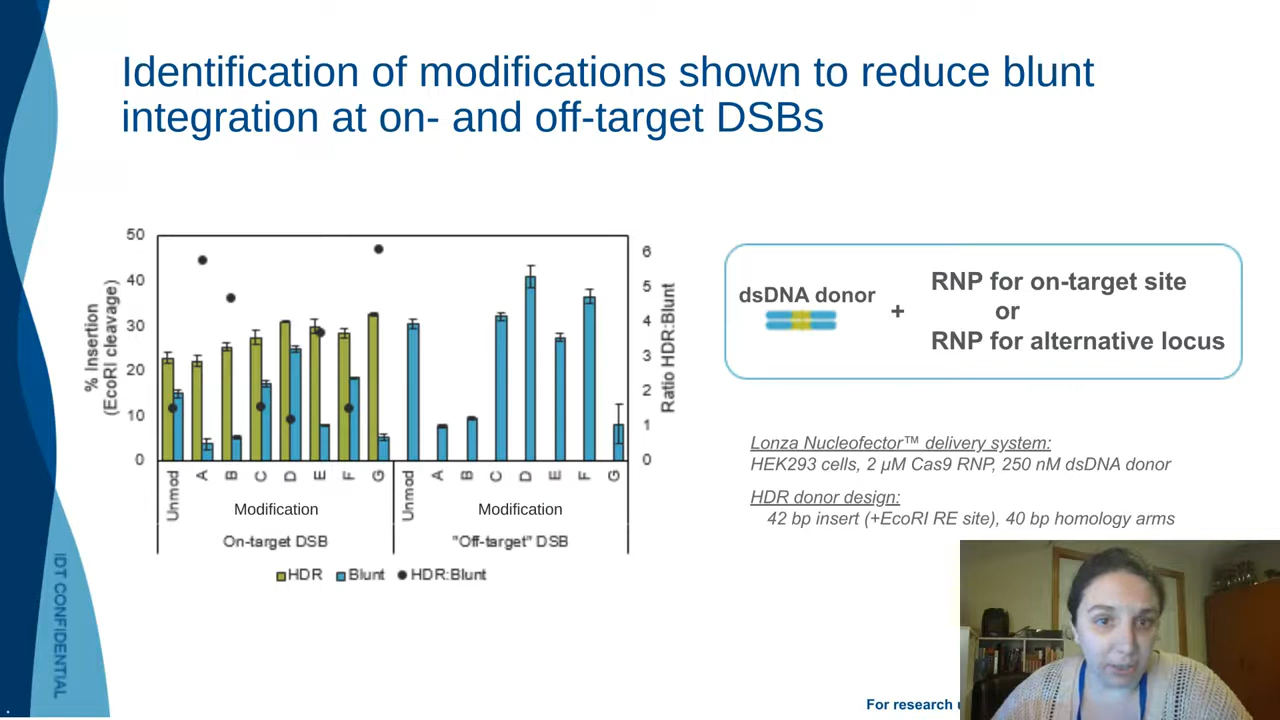 Identification of modifications shown to reduce blunt
integration at on- and off-target DSBs
% Insertion
(EcoRI cleavage)
50
40
30
20
10
0
6
5
4
3
2
1
0
Ratio HDR:Blunt
Unmod A B C D E F G Unmod A B C D E F G
Modification Modification
On-target DSB "Off-target" DSB
HDR Blunt HDR:Blunt
dsDNA donor
+
RNP for on-target site
or
RNP for alternative locus
Lonza Nucleofector™ delivery system:
HEK293 cells, 2 µM Cas9 RNP, 250 nM dsDNA donor
HDR donor design:
42 bp insert (+EcoRI RE site), 40 bp homology arms
IDT CONFIDENTIAL
For research